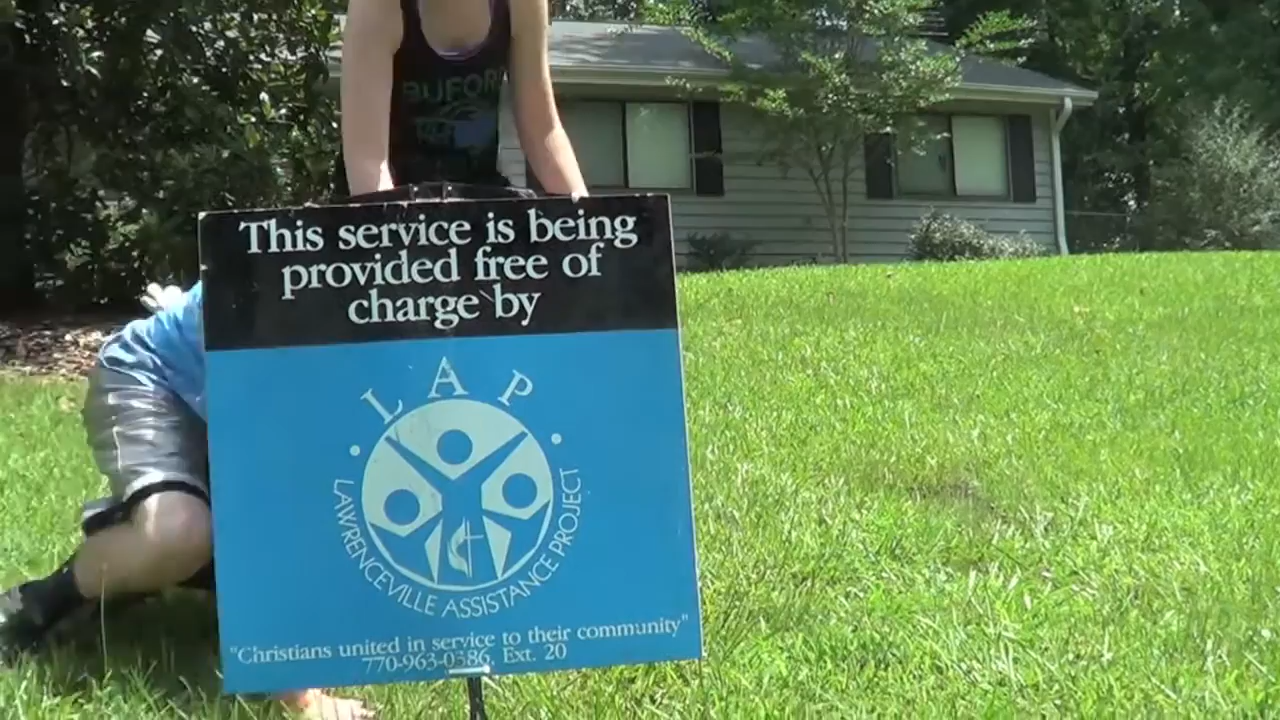 BUFOR
This service is being
provided free of
charge by
LAP
LAWRENCEVILLE ASSISTANCE PROJECT
"Christians united in service to their community"
770-963-0386, Ext. 20